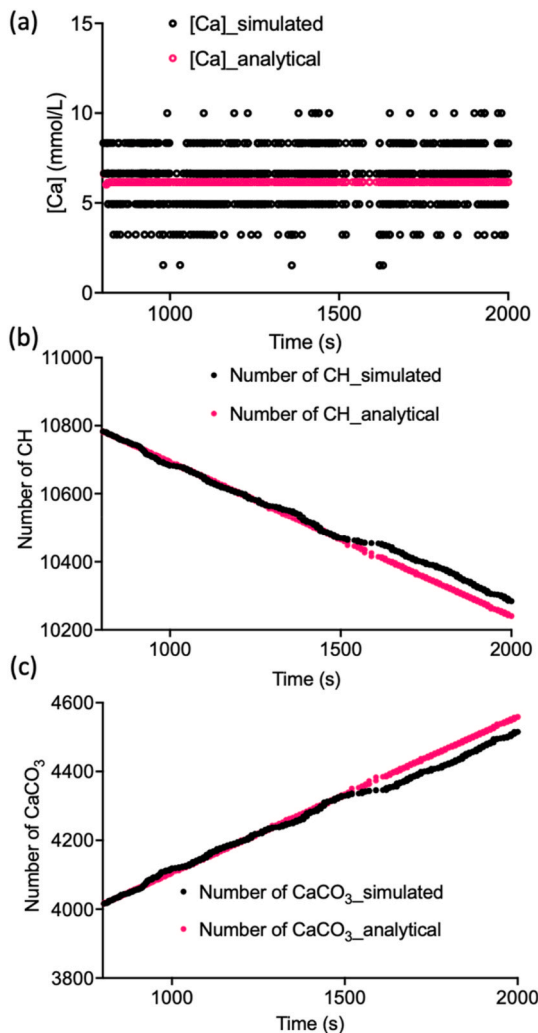 (a)
[Ca]_simulated
[Ca]_analytical
[Ca] (mmol/L)
15
10
5
0
1000 1500 2000
Time (s)
(b)
Number of CH_simulated
Number of CH_analytical
Number of CH
11000
10800
10600
10400
10200
1000 1500 2000
Time (s)
(c)
Number of CaCO₃
4600
4400
4200
4000
3800
Number of CaCO₃_simulated
Number of CaCO₃_analytical
1000 1500 2000
Time (s)